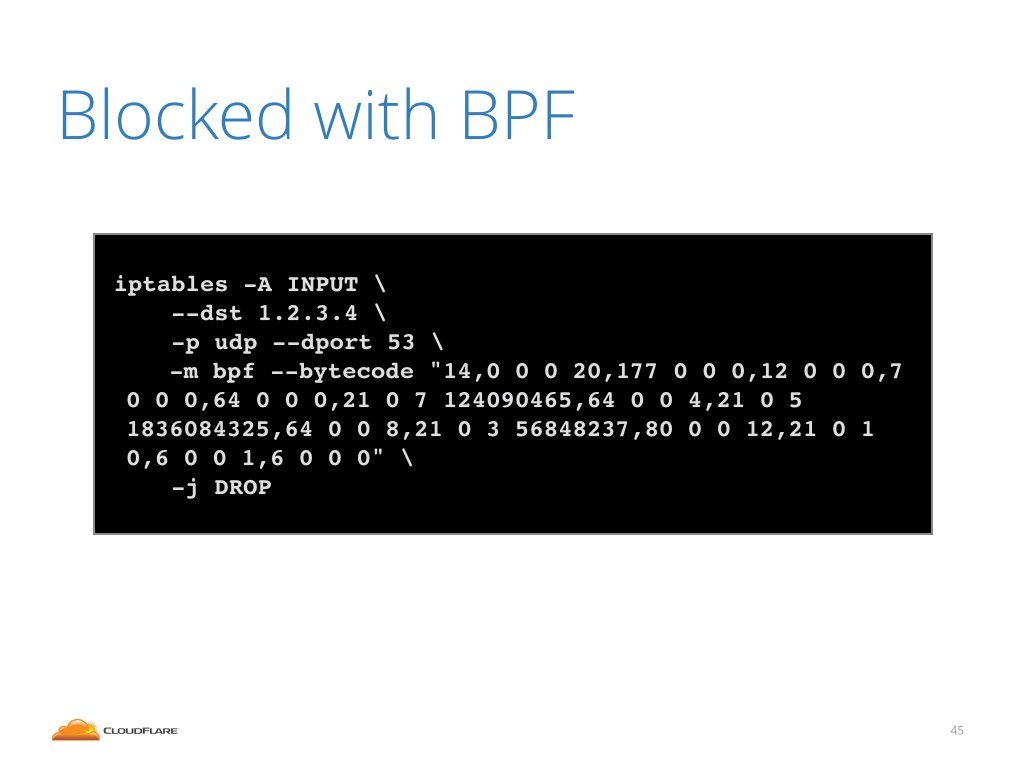 Blocked with BPF
iptables -A INPUT \
--dst 1.2.3.4 \
-p udp --dport 53 \
-m bpf --bytecode "14,0 0 0 20,177 0 0 0,12 0 0 0,7
0 0 0,64 0 0 0,21 0 7 124090465,64 0 0 4,21 0 5
1836084325,64 0 0 8,21 0 3 56848237,80 0 0 12,21 0 1
0,6 0 0 1,6 0 0 0" \
-j DROP
CLOUDFLARE
45